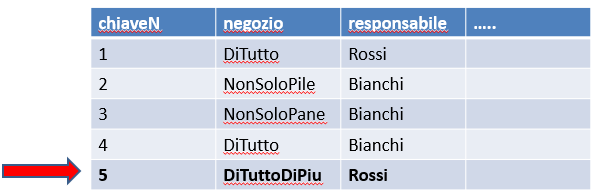 chiaveN negozio responsabile .....
1 DiTutto Rossi
2 NonSoloPile Bianchi
3 NonSoloPane Bianchi
4 DiTutto Bianchi
5 DiTuttoDiPiu Rossi